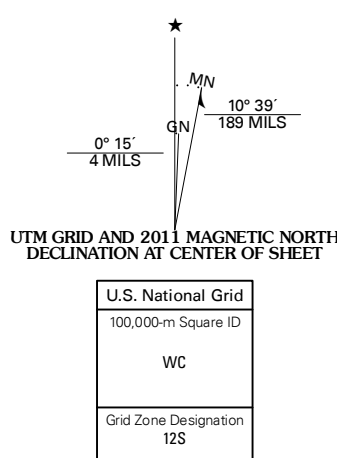 ★
MN
10° 39´
189 MILS
GN
0° 15´
4 MILS
UTM GRID AND 2011 MAGNETIC NORTH
DECLINATION AT CENTER OF SHEET
U.S. National Grid
100,000-m Square ID
WC
Grid Zone Designation
12S